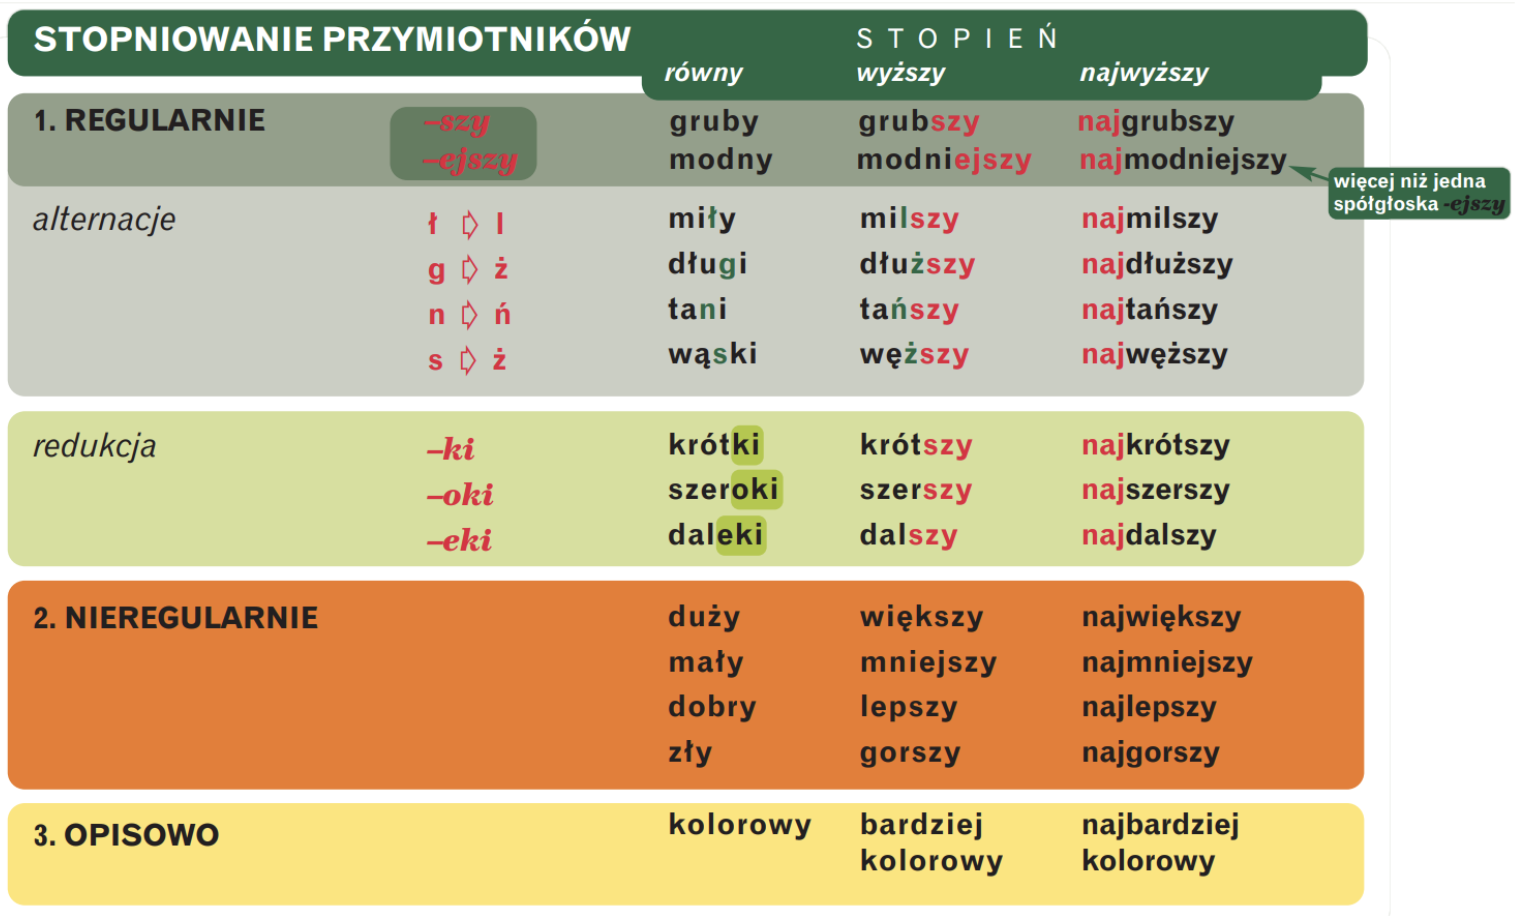 STOPNIOWANIE PRZYMIOTNIKÓW
STOPIEŃ
równy wyższy najwyższy
1. REGULARNIE –szy gruby grubszy najgrubszy
–ejszy modny modniejszy najmodniejszy
więcej niż jedna
spółgłoska -ejszy
alternacje ł l miły milszy najmilszy
g ż długi dłuższy najdłuższy
n ń tani tańszy najtańszy
s ż wąski węższy najwęższy
redukcja –ki krótki krótszy najkrótszy
–oki szeroki szerszy najszerszy
–eki daleki dalszy najdalszy
2. NIEREGULARNIE duży większy największy
mały mniejszy najmniejszy
dobry lepszy najlepszy
zły gorszy najgorszy
3. OPISOWO kolorowy bardziej najbardziej
kolorowy kolorowy